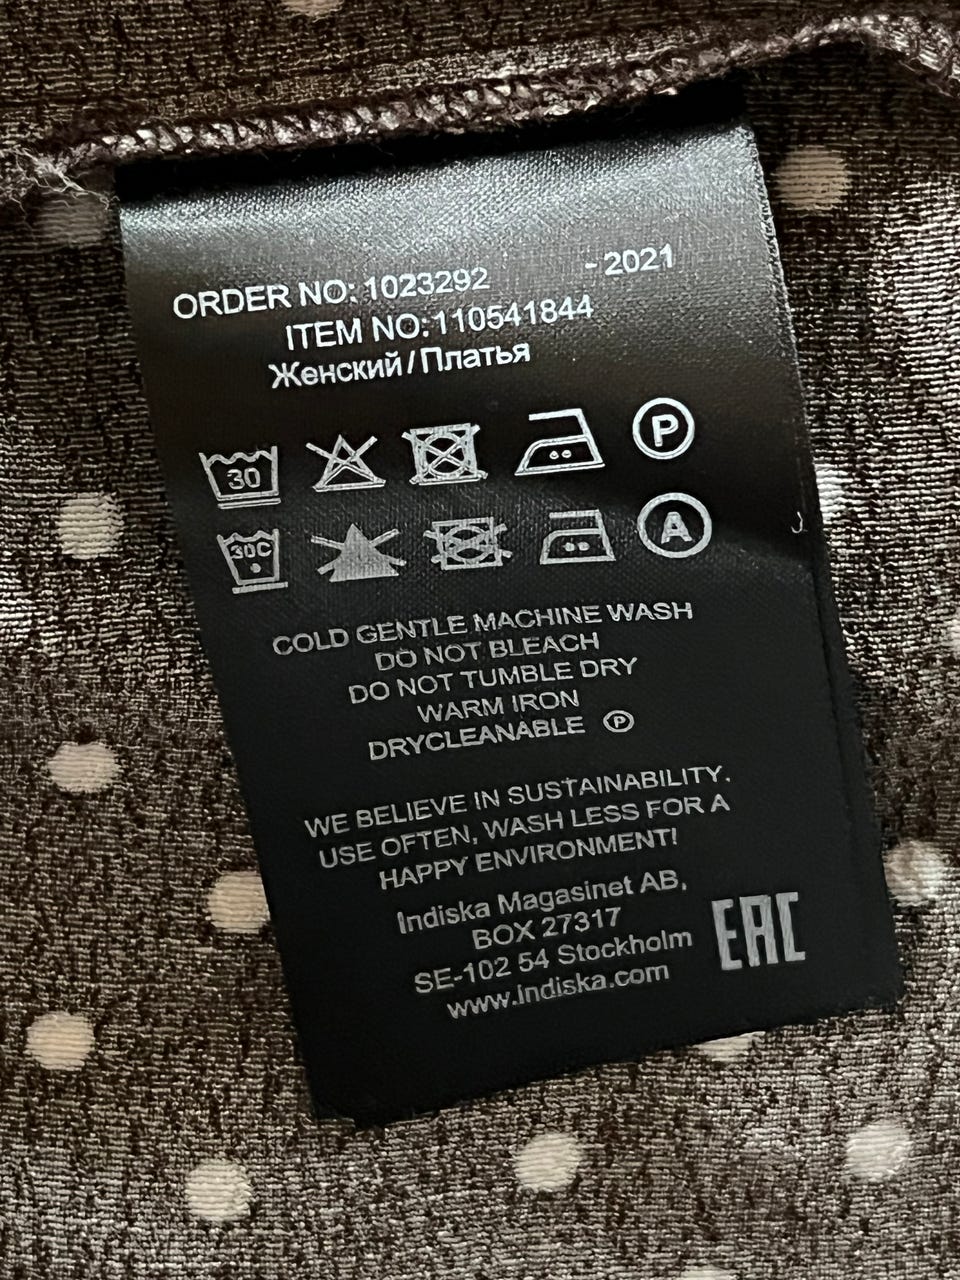 ORDER NO: 1023292 -2021
ITEM NO:110541844
Женский/Платья
30 P
30C A
COLD GENTLE MACHINE WASH
DO NOT BLEACH
DO NOT TUMBLE DRY
WARM IRON
DRYCLEANABLE P
WE BELIEVE IN SUSTAINABILITY.
USE OFTEN, WASH LESS FOR A
HAPPY ENVIRONMENT!
Indiska Magasinet AB,
BOX 27317
SE-102 54 Stockholm
www.indiska.com
EAC